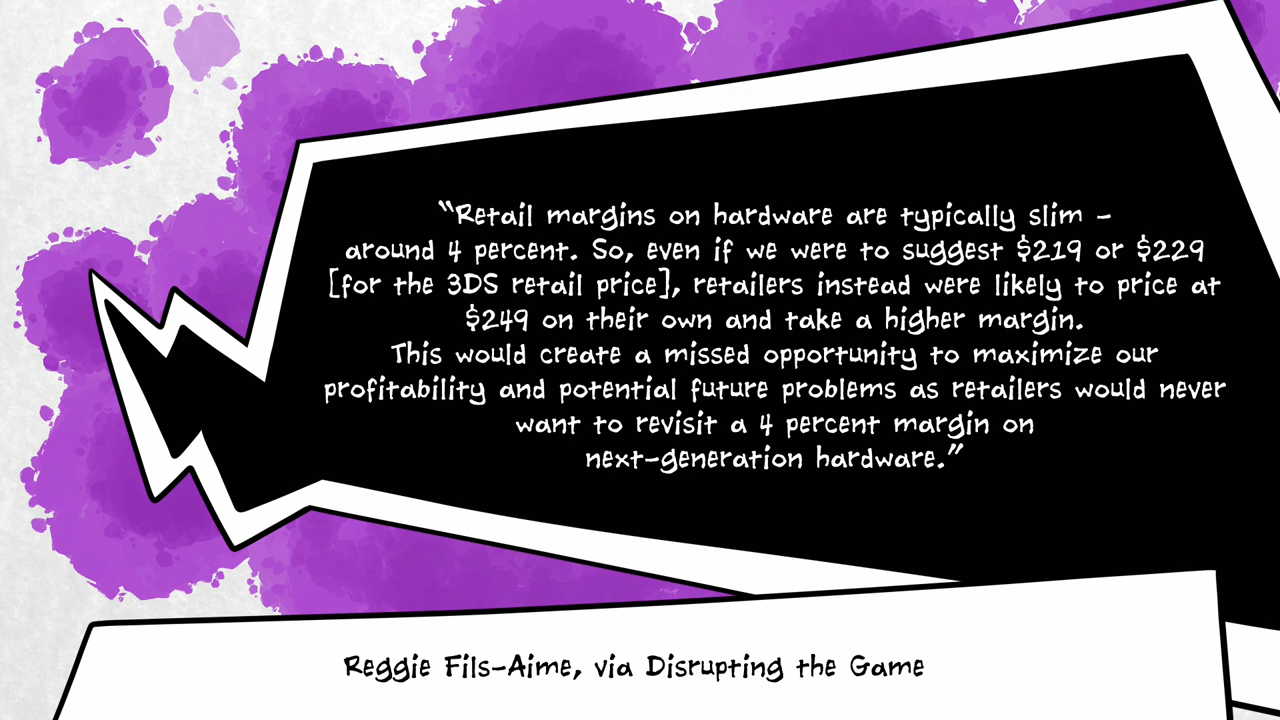 “Retail margins on hardware are typically slim –
around 4 percent. So, even if we were to suggest $219 or $229
[for the 3DS retail price], retailers instead were likely to price at
$249 on their own and take a higher margin.
This would create a missed opportunity to maximize our
profitability and potential future problems as retailers would never
want to revisit a 4 percent margin on
next-generation hardware.”
Reggie Fils-Aime, via Disrupting the Game